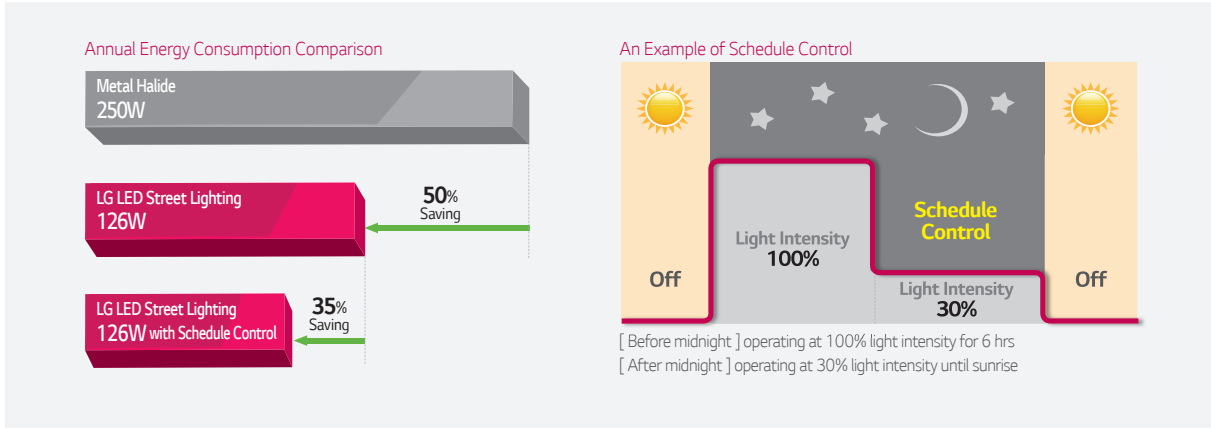 Annual Energy Consumption Comparison
Metal Halide
250W
LG LED Street Lighting
126W
50%
Saving
LG LED Street Lighting
126W with Schedule Control
35%
Saving
An Example of Schedule Control
Off
Light Intensity
100%
Schedule
Control
Light Intensity
30%
Off
[ Before midnight ] operating at 100% light intensity for 6 hrs
[ After midnight ] operating at 30% light intensity until sunrise